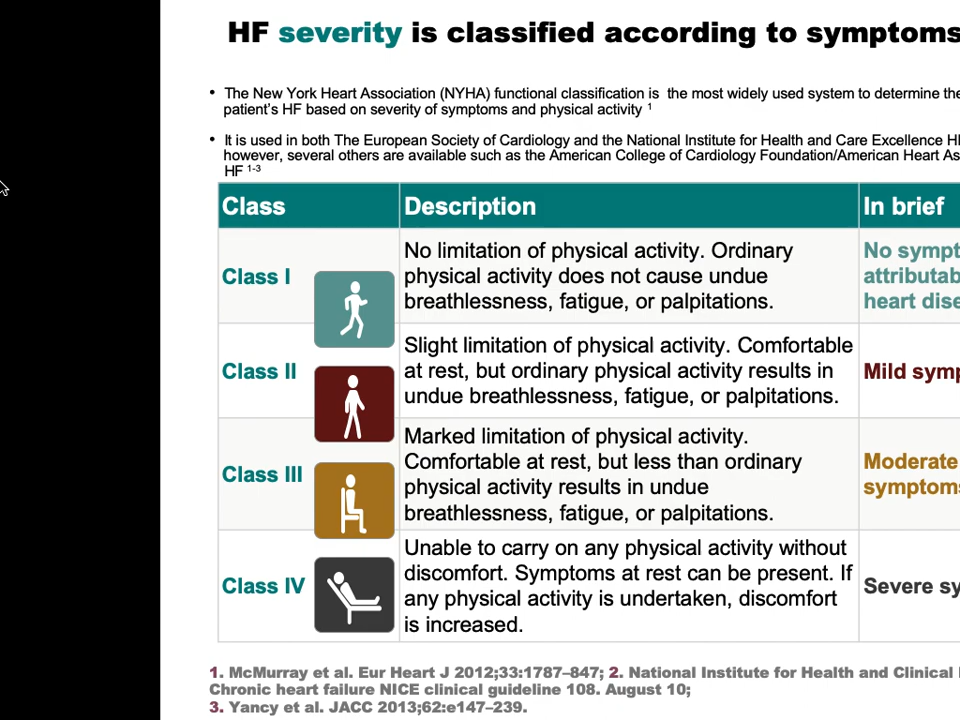 HF severity is classified according to symptoms
• The New York Heart Association (NYHA) functional classification is the most widely used system to determine the
patient's HF based on severity of symptoms and physical activity 1
• It is used in both The European Society of Cardiology and the National Institute for Health and Care Excellence
however, several others are available such as the American College of Cardiology Foundation/American Heart
HF 1-3
Class Description In brief
Class I
No limitation of physical activity. Ordinary
physical activity does not cause undue
breathlessness, fatigue, or palpitations.
No
heart
Class II
Slight limitation of physical activity. Comfortable
at rest, but ordinary physical activity results in
undue breathlessness, fatigue, or palpitations.
Mild
Class III
Marked limitation of physical activity.
Comfortable at rest, but less than ordinary
physical activity results in undue
breathlessness, fatigue, or palpitations.
Moderate
symptoms
Class IV
Unable to carry on any physical activity without
discomfort. Symptoms at rest can be present. If
any physical activity is undertaken, discomfort
is increased.
Severe
1. McMurray et al. Eur Heart J 2012;33:1787–847; 2. National Institute for Health and Clinical
Chronic heart failure NICE clinical guideline 108. August 10;
3. Yancy et al. JACC 2013;62:e147–239.